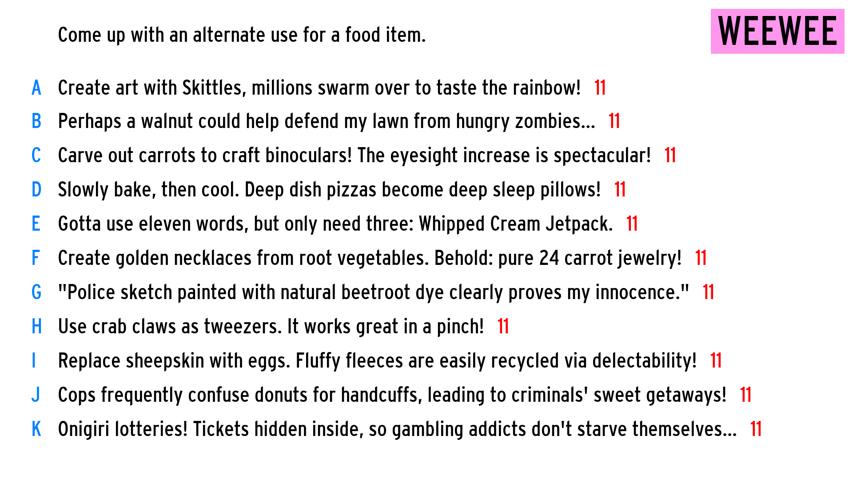 Come up with an alternate use for a food item.
WEEWEE
A Create art with Skittles, millions swarm over to taste the rainbow! 11
B Perhaps a walnut could help defend my lawn from hungry zombies... 11
C Carve out carrots to craft binoculars! The eyesight increase is spectacular! 11
D Slowly bake, then cool. Deep dish pizzas become deep sleep pillows! 11
E Gotta use eleven words, but only need three: Whipped Cream Jetpack. 11
F Create golden necklaces from root vegetables. Behold: pure 24 carrot jewelry! 11
G "Police sketch painted with natural beetroot dye clearly proves my innocence." 11
H Use crab claws as tweezers. It works great in a pinch! 11
I Replace sheepskin with eggs. Fluffy fleeces are easily recycled via delectability! 11
J Cops frequently confuse donuts for handcuffs, leading to criminals' sweet getaways! 11
K Onigiri lotteries! Tickets hidden inside, so gambling addicts don't starve themselves... 11